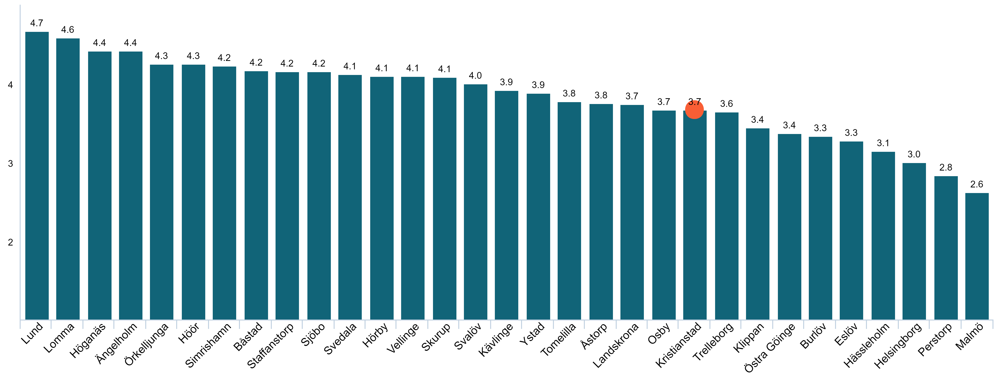 4.7
4.6
4.4
4.4
4.3
4.3
4.2
4.2
4.2
4.2
4.1
4.1
4.1
4.1
4.0
3.9
3.9
3.8
3.8
3.7
3.7
3.7
3.6
3.4
3.4
3.3
3.3
3.1
3.0
2.8
2.6
4
3
2
Lund
Lomma
Höganäs
Ängelholm
Örkelljunga
Höör
Simrishamn
Båstad
Staffanstorp
Sjöbo
Svedala
Hörby
Vellinge
Skurup
Svalöv
Kävlinge
Ystad
Tomelilla
Åstorp
Landskrona
Osby
Kristianstad
Trelleborg
Klippan
Östra Göinge
Burlöv
Eslöv
Hässleholm
Helsingborg
Perstorp
Malmö